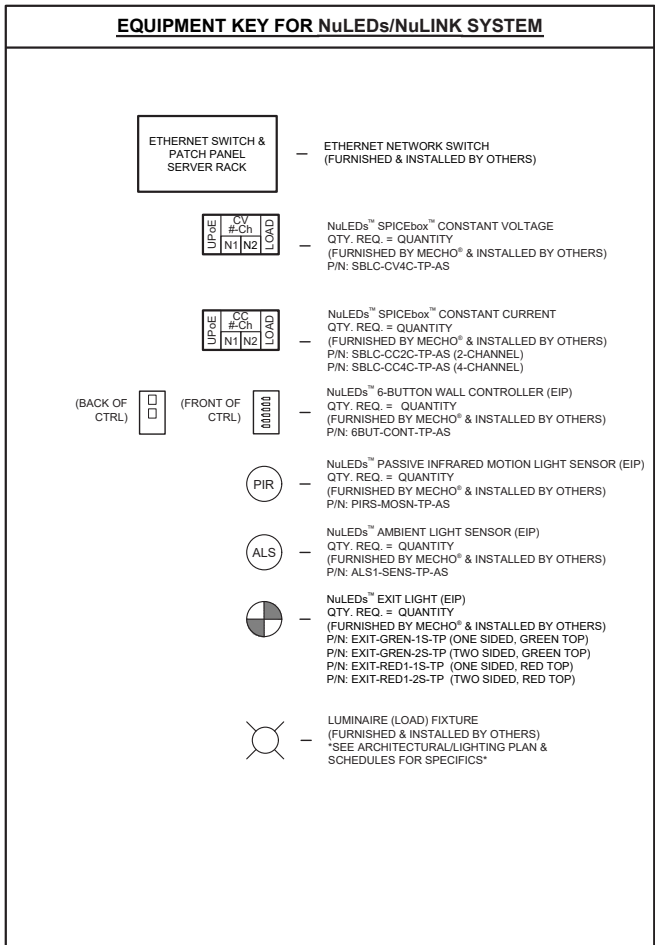 EQUIPMENT KEY FOR NuLEDs/NuLINK SYSTEM
ETHERNET SWITCH &
PATCH PANEL
SERVER RACK
– ETHERNET NETWORK SWITCH
(FURNISHED & INSTALLED BY OTHERS)
UPoE
CV
#-Ch
N1 N2
LOAD
– NuLEDs™ SPICEbox™ CONSTANT VOLTAGE
QTY. REQ. = QUANTITY
(FURNISHED BY MECHO® & INSTALLED BY OTHERS)
P/N: SBLC-CV4C-TP-AS
UPoE
CC
#-Ch
N1 N2
LOAD
– NuLEDs™ SPICEbox™ CONSTANT CURRENT
QTY. REQ. = QUANTITY
(FURNISHED BY MECHO® & INSTALLED BY OTHERS)
P/N: SBLC-CC2C-TP-AS (2-CHANNEL)
P/N: SBLC-CC4C-TP-AS (4-CHANNEL)
(BACK OF
CTRL)
(FRONT OF
CTRL)
– NuLEDs™ 6-BUTTON WALL CONTROLLER (EIP)
QTY. REQ. = QUANTITY
(FURNISHED BY MECHO® & INSTALLED BY OTHERS)
P/N: 6BUT-CONT-TP-AS
PIR
– NuLEDs™ PASSIVE INFRARED MOTION LIGHT SENSOR (EIP)
QTY. REQ. = QUANTITY
(FURNISHED BY MECHO® & INSTALLED BY OTHERS)
P/N: PIRS-MOSN-TP-AS
ALS
– NuLEDs™ AMBIENT LIGHT SENSOR (EIP)
QTY. REQ. = QUANTITY
(FURNISHED BY MECHO® & INSTALLED BY OTHERS)
P/N: ALS1-SENS-TP-AS
– NuLEDs™ EXIT LIGHT (EIP)
QTY. REQ. = QUANTITY
(FURNISHED BY MECHO® & INSTALLED BY OTHERS)
P/N: EXIT-GREN-1S-TP (ONE SIDED, GREEN TOP)
P/N: EXIT-GREN-2S-TP (TWO SIDED, GREEN TOP)
P/N: EXIT-RED1-1S-TP (ONE SIDED, RED TOP)
P/N: EXIT-RED1-2S-TP (TWO SIDED, RED TOP)
– LUMINAIRE (LOAD) FIXTURE
(FURNISHED & INSTALLED BY OTHERS)
*SEE ARCHITECTURAL/LIGHTING PLAN &
SCHEDULES FOR SPECIFICS*